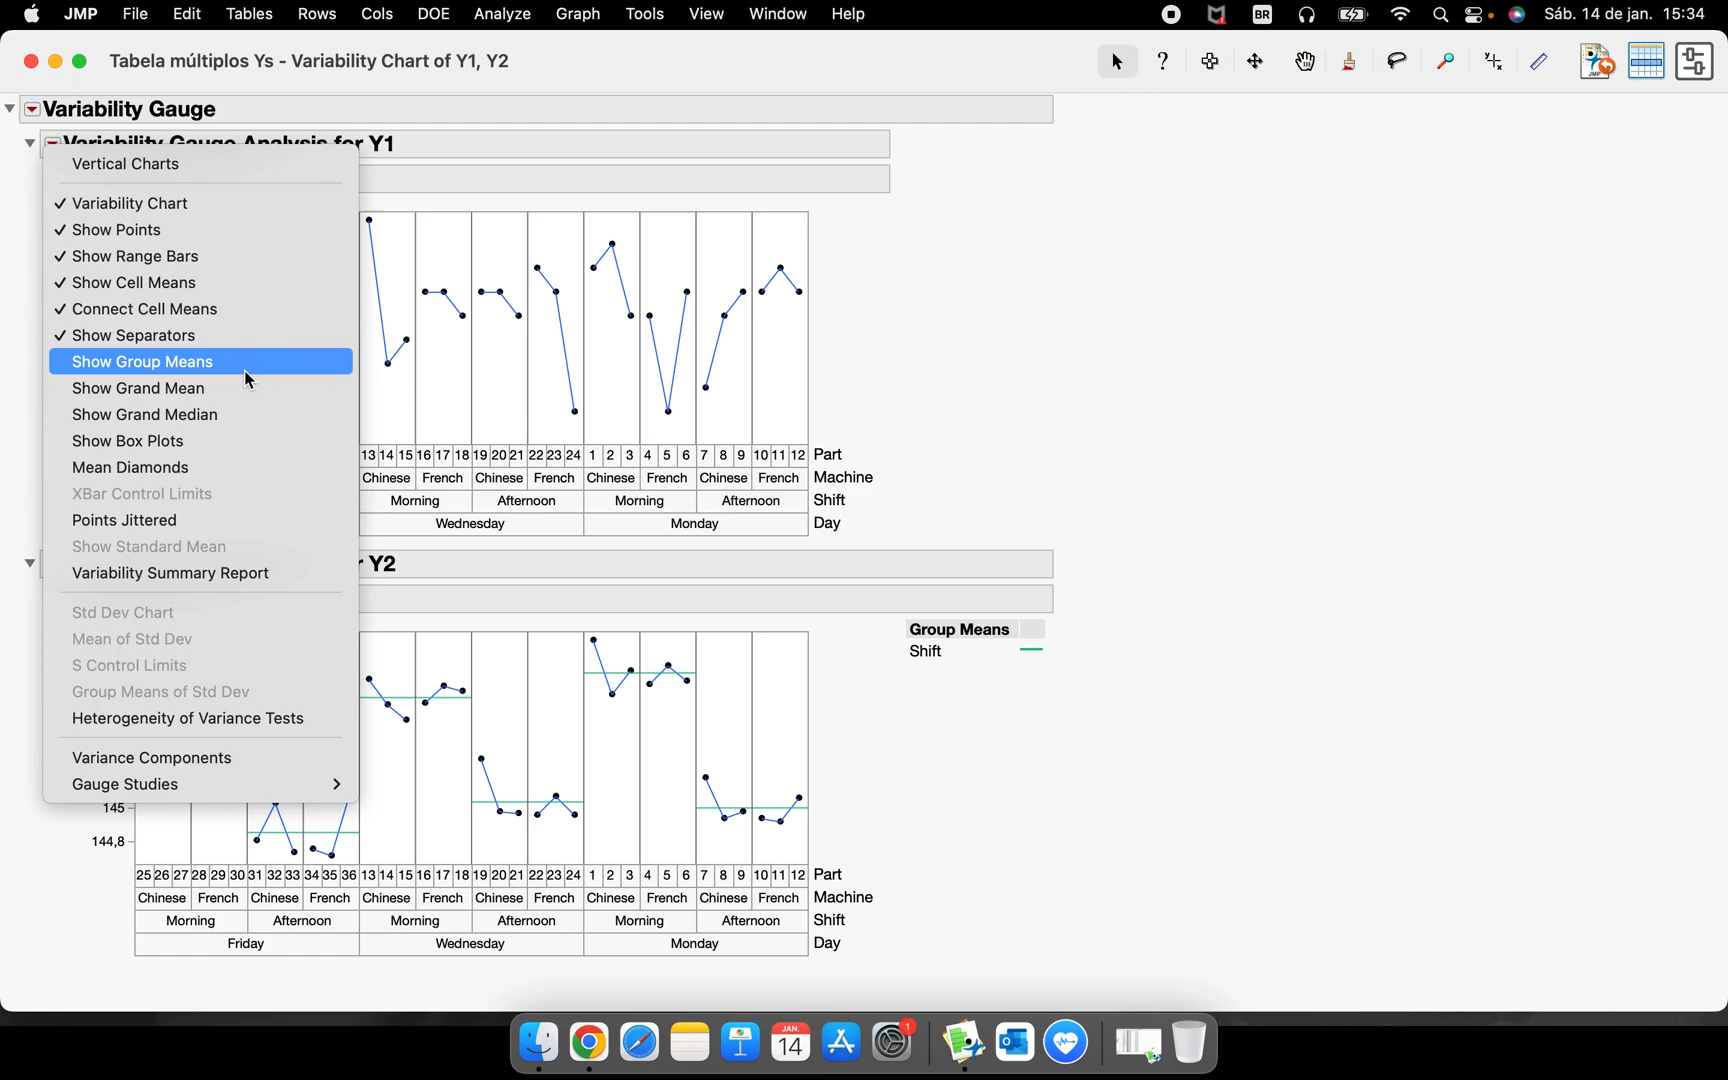 JMP File Edit Tables Rows Cols DOE Analyze Graph Tools View Window Help BR Sáb. 14 de jan. 15:34
Tabela múltiplos Ys - Variability Chart of Y1, Y2
Variability Gauge
Variability Gauge Analysis for Y1
Vertical Charts
Variability Chart
Show Points
Show Range Bars
Show Cell Means
Connect Cell Means
Show Separators
Show Group Means
Show Grand Mean
Show Grand Median
Show Box Plots
Mean Diamonds
XBar Control Limits
Points Jittered
Show Standard Mean
Variability Summary Report
Std Dev Chart
Mean of Std Dev
S Control Limits
Group Means of Std Dev
Heterogeneity of Variance Tests
Variance Components
Gauge Studies
13 14 15 16 17 18 19 20 21 22 23 24 1 2 3 4 5 6 7 8 9 10 11 12 Part
Chinese French Chinese French Chinese French Chinese French Machine
Morning Afternoon Morning Afternoon Shift
Wednesday Monday Day
Y2
Group Means
Shift
145
144,8
25 26 27 28 29 30 31 32 33 34 35 36 13 14 15 16 17 18 19 20 21 22 23 24 1 2 3 4 5 6 7 8 9 10 11 12 Part
Chinese French Chinese French Chinese French Chinese French Chinese French Chinese French Machine
Morning Afternoon Morning Afternoon Morning Afternoon Shift
Friday Wednesday Monday Day
JAN.
14
1